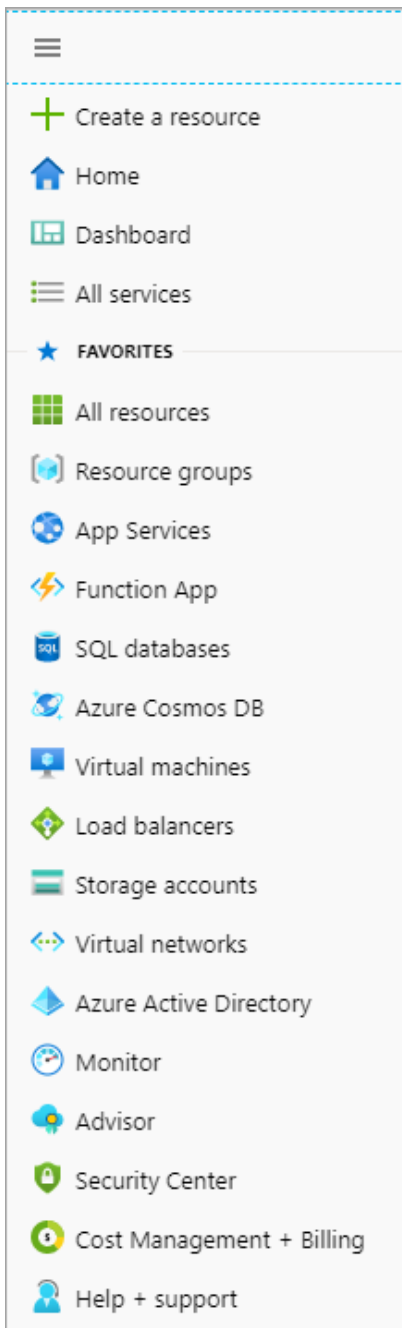 Create a resource
Home
Dashboard
All services
FAVORITES
All resources
Resource groups
App Services
Function App
SQL databases
Azure Cosmos DB
Virtual machines
Load balancers
Storage accounts
Virtual networks
Azure Active Directory
Monitor
Advisor
Security Center
Cost Management + Billing
Help + support